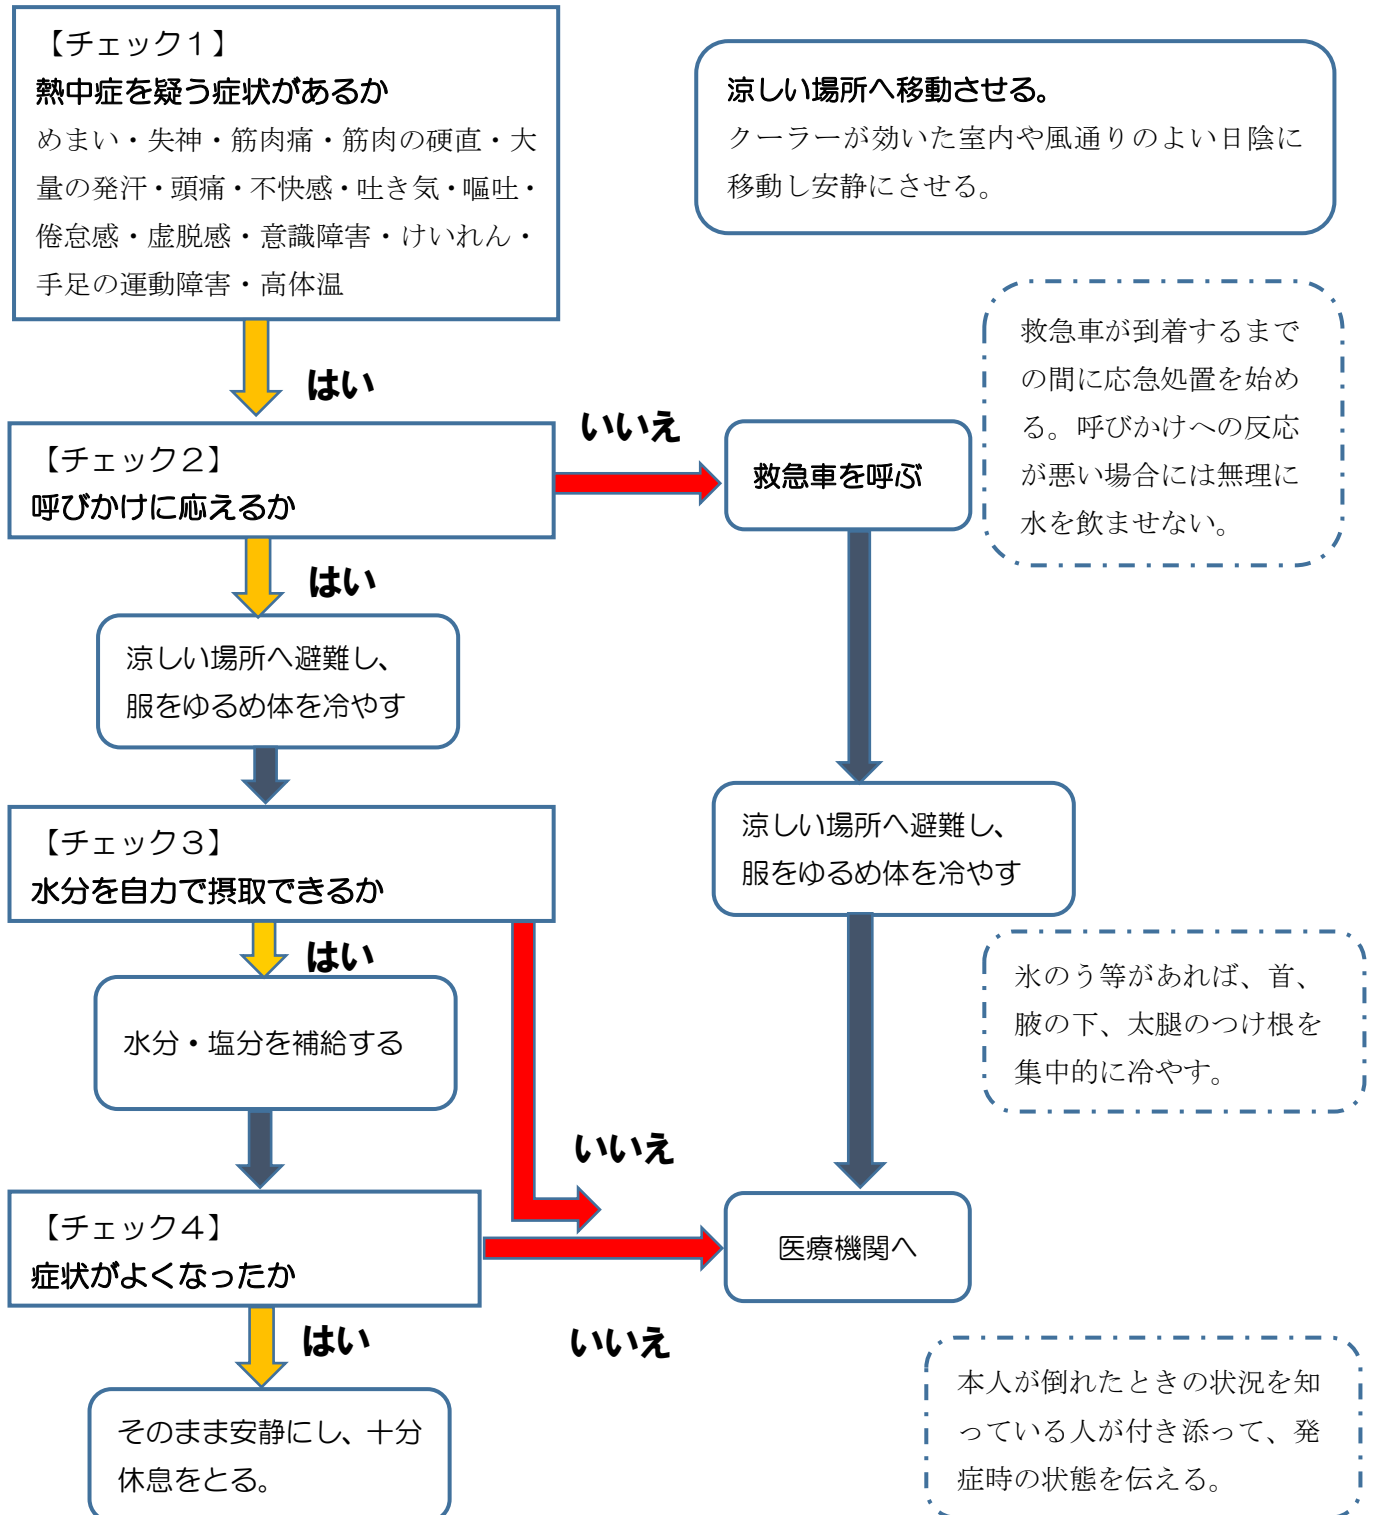 【チェック１】
熱中症を疑う症状があるか
めまい・失神・筋肉痛・筋肉の硬直・大
量の発汗・頭痛・不快感・吐き気・嘔吐・
倦怠感・虚脱感・意識障害・けいれん・
手足の運動障害・高体温
涼しい場所へ移動させる。
クーラーが効いた室内や風通りのよい日陰に
移動し安静にさせる。
はい
【チェック２】
呼びかけに応えるか
いいえ
救急車を呼ぶ
救急車が到着するまで
の間に応急処置を始め
る。呼びかけへの反応
が悪い場合には無理に
水を飲ませない。
はい
涼しい場所へ避難し、
服をゆるめ体を冷やす
【チェック３】
水分を自力で摂取できるか
涼しい場所へ避難し、
服をゆるめ体を冷やす
はい
水分・塩分を補給する
氷のう等があれば、首、
腋の下、太腿のつけ根を
集中的に冷やす。
いいえ
【チェック４】
症状がよくなったか
医療機関へ
はい
いいえ
そのまま安静にし、十分
休息をとる。
本人が倒れたときの状況を知
っている人が付き添って、発
症時の状態を伝える。